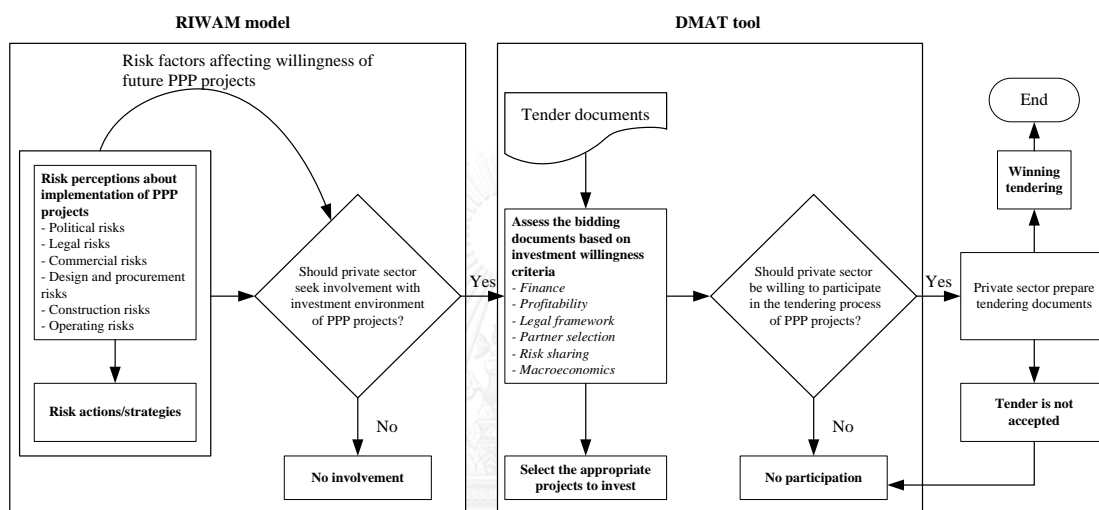 RIWAM model
Risk factors affecting willingness of
future PPP projects
Risk perceptions about
implementation of PPP
projects
- Political risks
- Legal risks
- Commercial risks
- Design and procurement
risks
- Construction risks
- Operating risks
Risk actions/strategies
Should private sector
seek involvement with
investment environment
of PPP projects?
Yes
No
No involvement
DMAT tool
Tender documents
Assess the bidding
documents based on
investment willingness
criteria
- Finance
- Profitability
- Legal framework
- Partner selection
- Risk sharing
- Macroeconomics
Select the appropriate
projects to invest
Should private sector
be willing to participate
in the tendering process
of PPP projects?
Yes
No
No participation
End
Winning
tendering
Private sector prepare
tendering documents
Tender is not
accepted